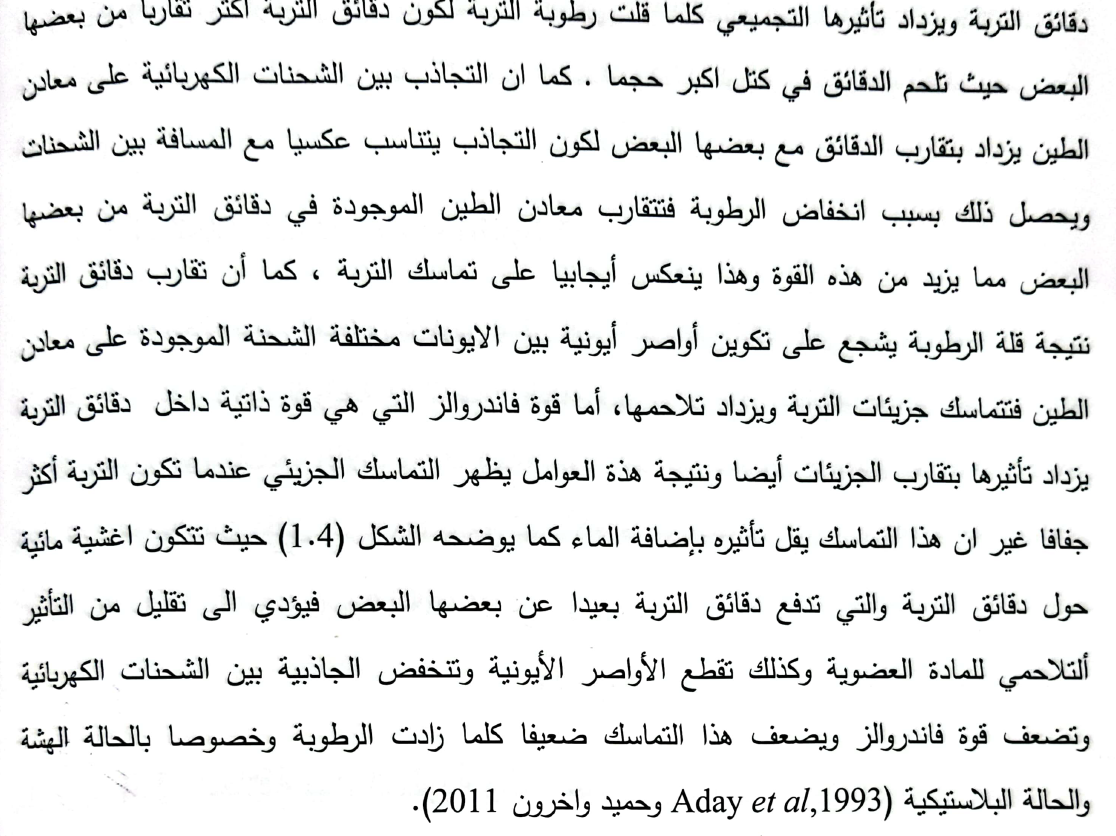 دقائق التربة ويزداد تأثيرها التجميعي كلما قلت رطوبة التربة لكون دقائق التربة اكثر تقاربا من بعضها
البعض حيث تلحم الدقائق في كتل اكبر حجما . كما ان التجاذب بين الشحنات الكهربائية على معادن
الطين يزداد بتقارب الدقائق مع بعضها البعض لكون التجاذب يتناسب عكسيا مع المسافة بين الشحنات
ويحصل ذلك بسبب انخفاض الرطوبة فتتقارب معادن الطين الموجودة في دقائق التربة من بعضها
البعض مما يزيد من هذه القوة وهذا ينعكس أيجابيا على تماسك التربة ، كما أن تقارب دقائق التربة
نتيجة قلة الرطوبة يشجع على تكوين أواصر أيونية بين الايونات مختلفة الشحنة الموجودة على معادن
الطين فتتماسك جزيئات التربة ويزداد تلاحمها، أما قوة فاندروالز التي هي قوة ذاتية داخل دقائق التربة
يزداد تأثيرها بتقارب الجزيئات أيضا ونتيجة هذة العوامل يظهر التماسك الجزيئي عندما تكون التربة أكثر
جفافا غير ان هذا التماسك يقل تأثيره بإضافة الماء كما يوضحه الشكل (1.4) حيث تتكون اغشية مائية
حول دقائق التربة والتي تدفع دقائق التربة بعيدا عن بعضها البعض فيؤدي الى تقليل من التأثير
ألتلاحمي للمادة العضوية وكذلك تقطع الأواصر الأيونية وتنخفض الجاذبية بين الشحنات الكهربائية
وتضعف قوة فاندروالز ويضعف هذا التماسك ضعيفا كلما زادت الرطوبة وخصوصا بالحالة الهشة
والحالة البلاستيكية (Aday et al,1993 وحميد واخرون 2011).